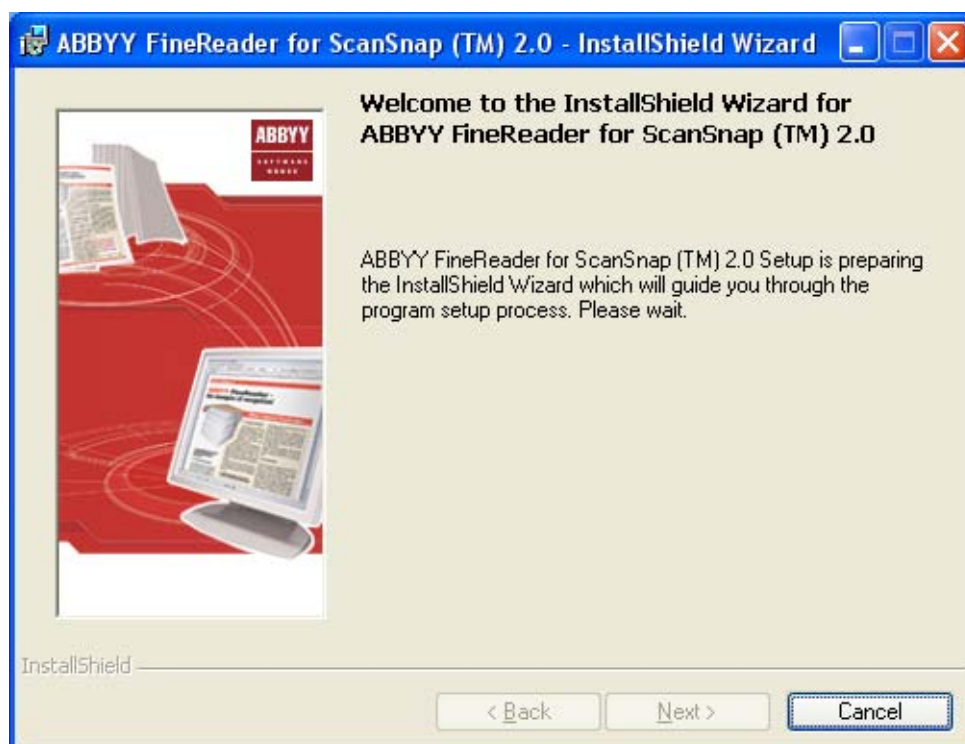 ABBYY FineReader for ScanSnap (TM) 2.0 - InstallShield Wizard
ABBYY
SOFTWARE
HOUSE
Welcome to the InstallShield Wizard for
ABBYY FineReader for ScanSnap (TM) 2.0
ABBYY FineReader for ScanSnap (TM) 2.0 Setup is preparing
the InstallShield Wizard which will guide you through the
program setup process. Please wait.
InstallShield
< Back
Next >
Cancel